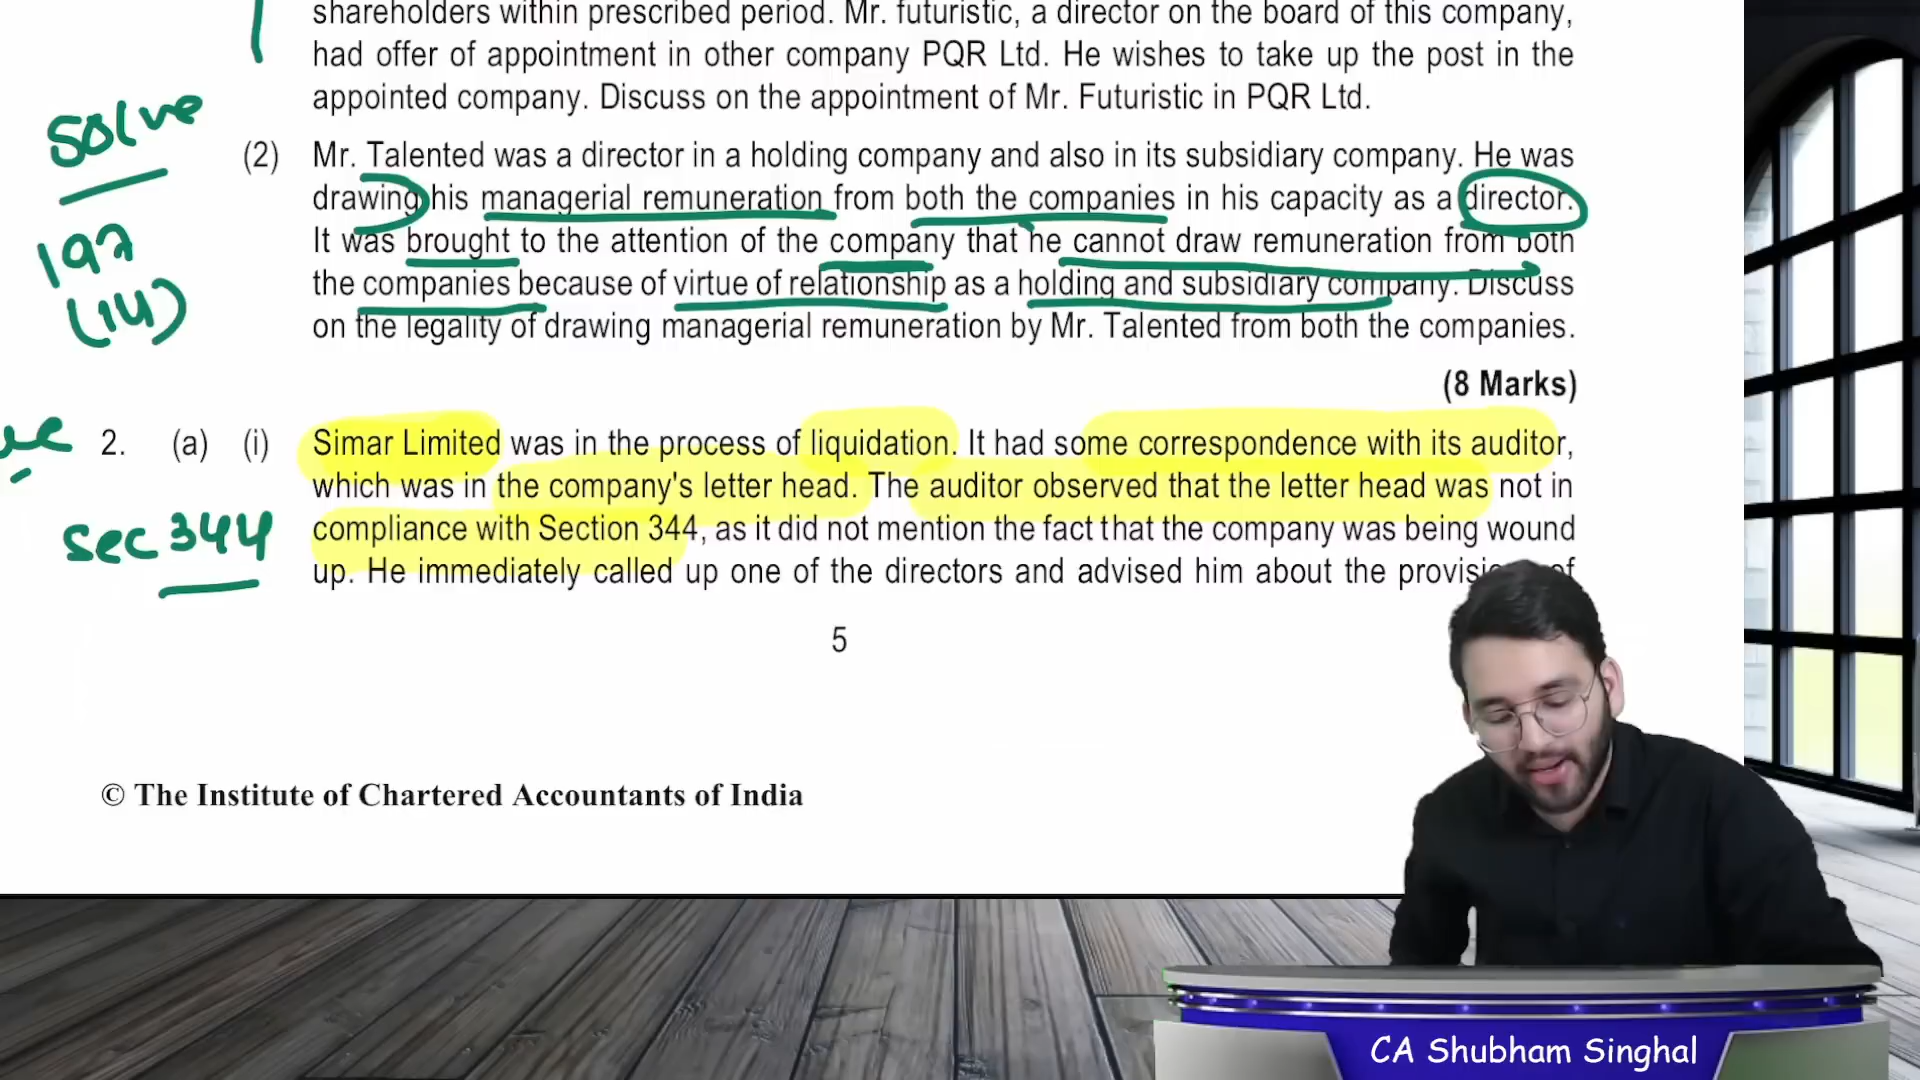 shareholders within prescribed period. Mr. futuristic, a director on the board of this company,
had offer of appointment in other company PQR Ltd. He wishes to take up the post in the
appointed company. Discuss on the appointment of Mr. Futuristic in PQR Ltd.
Solve
197
(14)
(2) Mr. Talented was a director in a holding company and also in its subsidiary company. He was
drawing his managerial remuneration from both the companies in his capacity as a director.
It was brought to the attention of the company that he cannot draw remuneration from both
the companies because of virtue of relationship as a holding and subsidiary company. Discuss
on the legality of drawing managerial remuneration by Mr. Talented from both the companies.
(8 Marks)
2. (a) (i) Simar Limited was in the process of liquidation. It had some correspondence with its auditor,
which was in the company's letter head. The auditor observed that the letter head was not in
compliance with Section 344, as it did not mention the fact that the company was being wound
up. He immediately called up one of the directors and advised him about the of
Sec 344
5
© The Institute of Chartered Accountants of India
CA Shubham Singhal